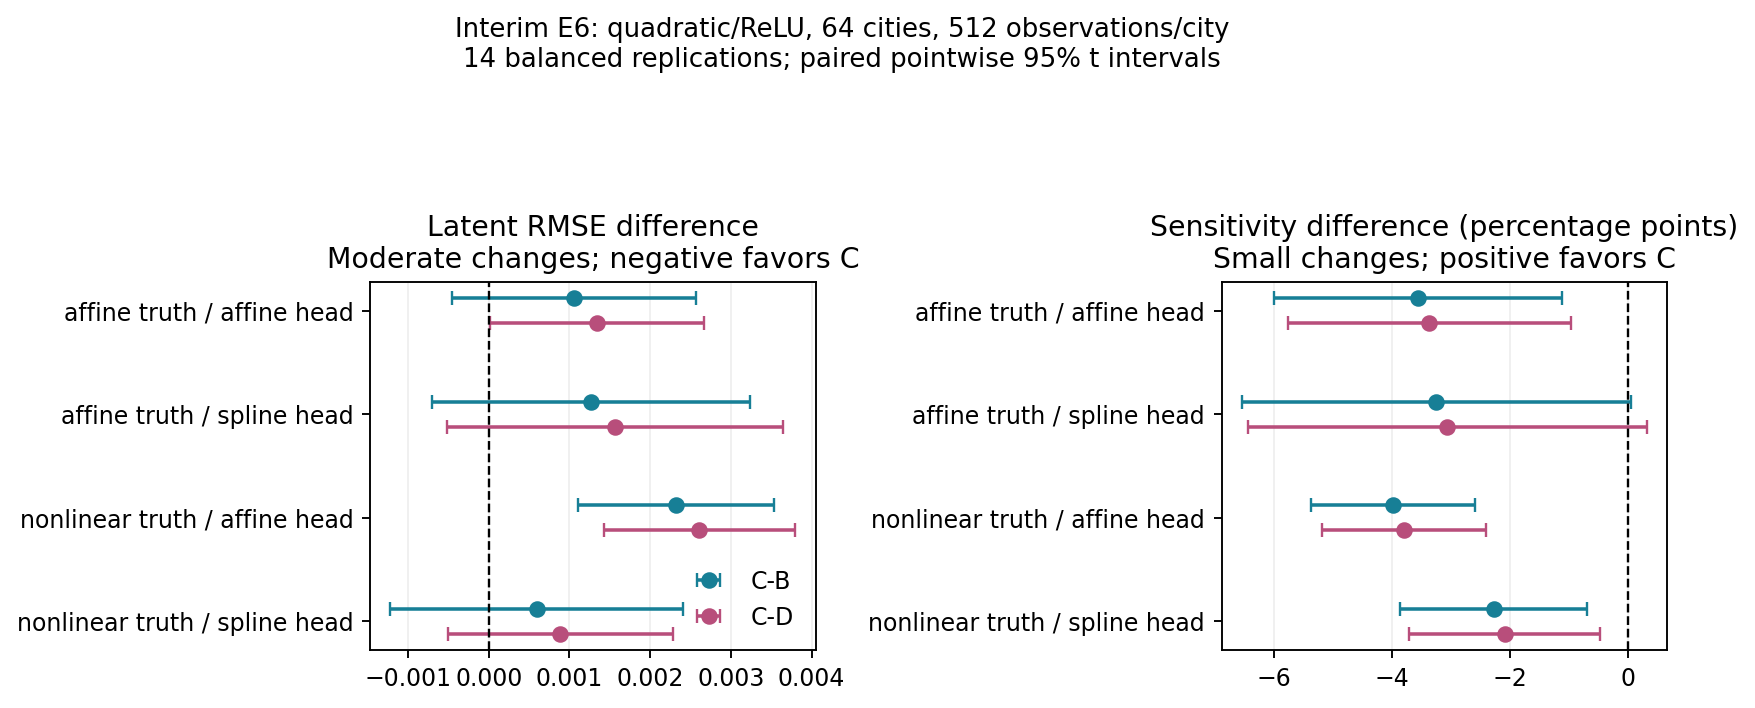 Interim E6: quadratic/ReLU, 64 cities, 512 observations/city
14 balanced replications; paired pointwise 95% t intervals
Latent RMSE difference
Moderate changes; negative favors C
affine truth / affine head
affine truth / spline head
nonlinear truth / affine head
nonlinear truth / spline head
C-B
C-D
−0.001 0.000 0.001 0.002 0.003 0.004
Sensitivity difference (percentage points)
Small changes; positive favors C
affine truth / affine head
affine truth / spline head
nonlinear truth / affine head
nonlinear truth / spline head
−6 −4 −2 0